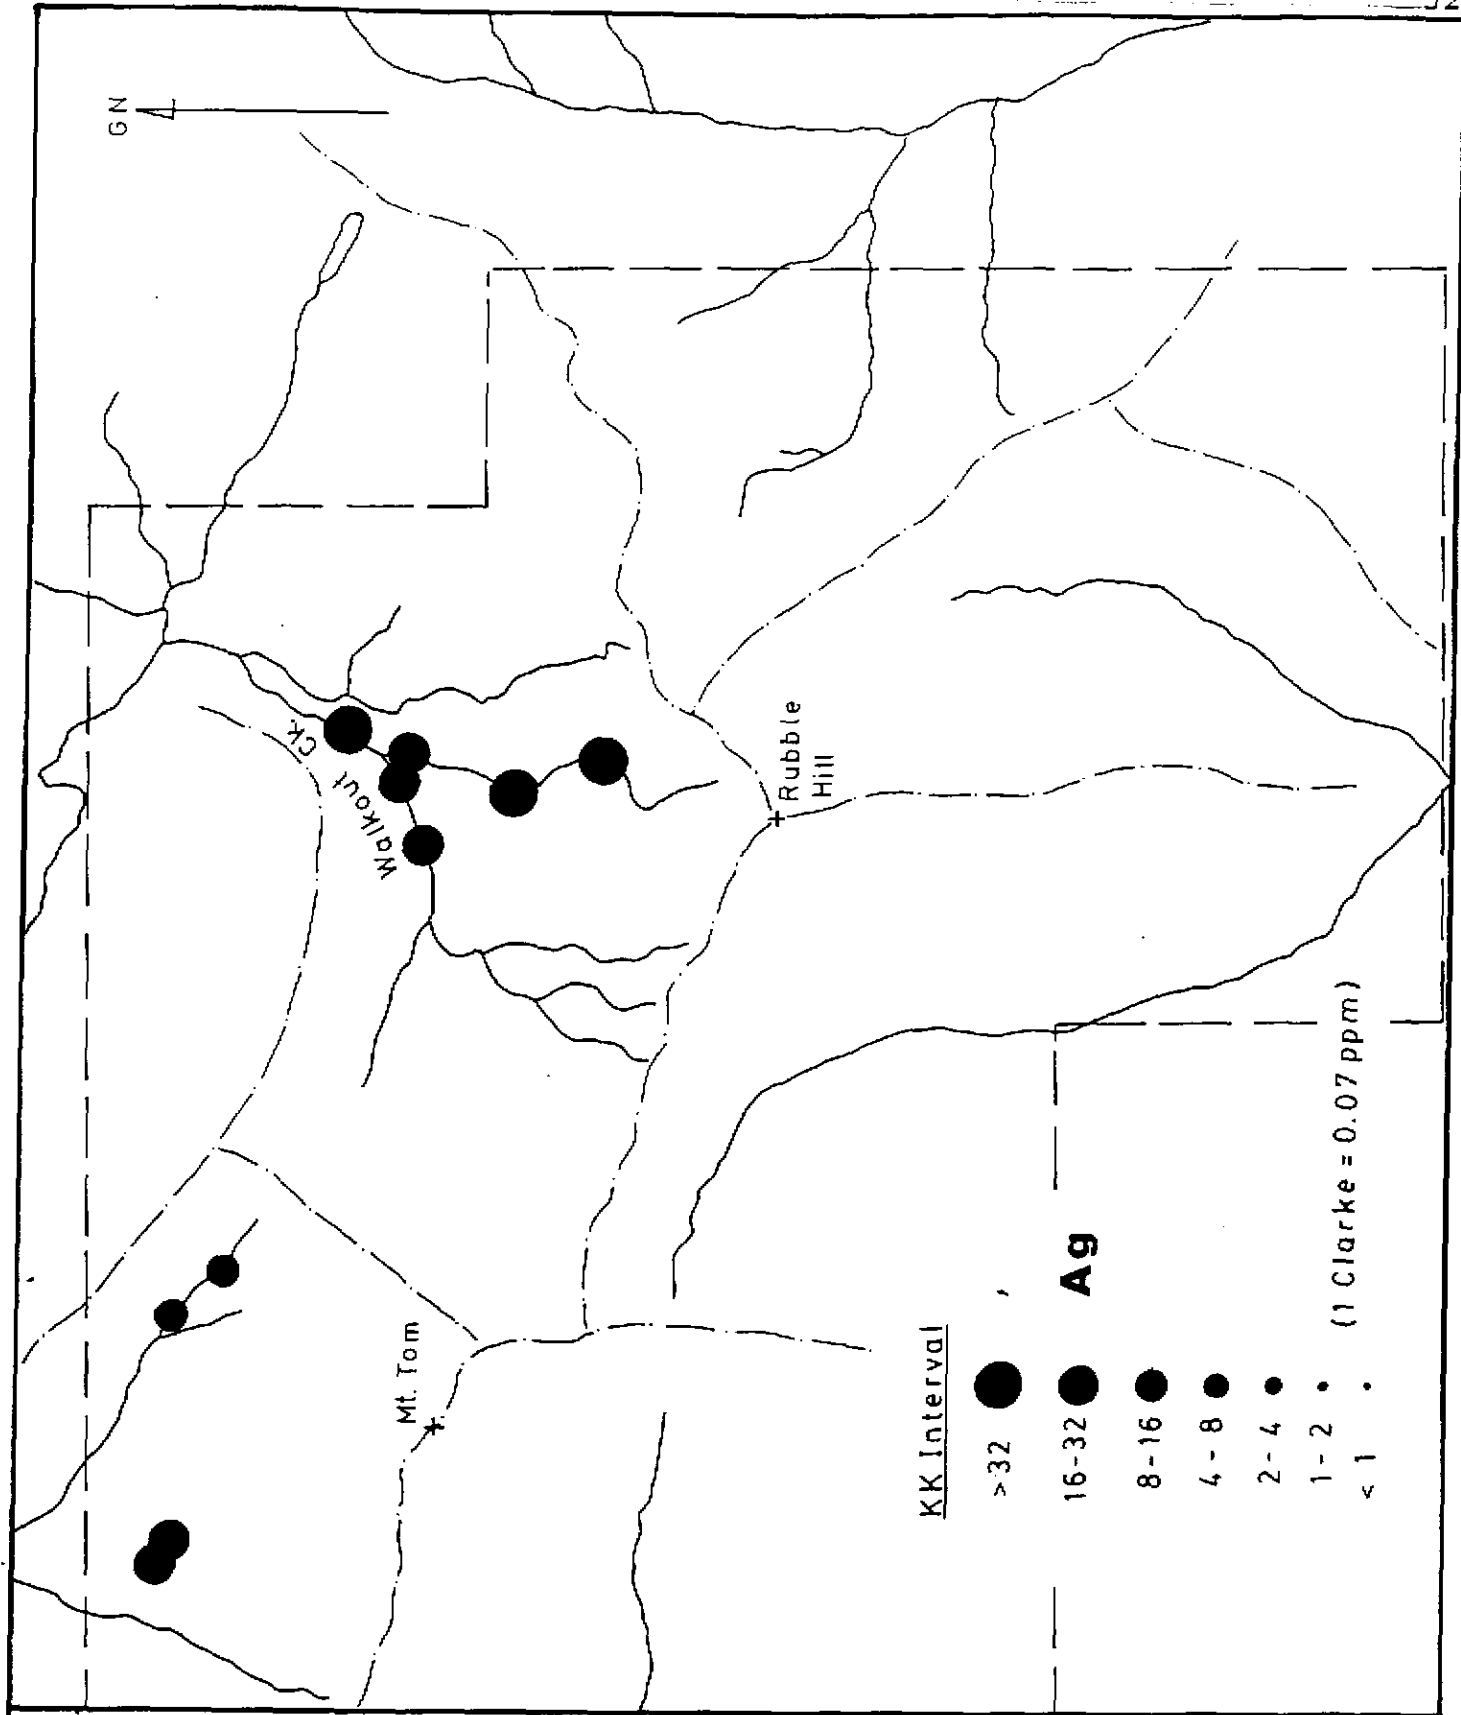 32
GN
Walkout Ck.
Rubble
Hill
Mt. Tom
KK Interval
>32
16-32
8-16
4-8
2-4
1-2
<1
Ag
(1 Clarke = 0.07 ppm)